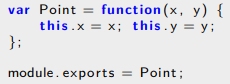 var Point = function(x, y) {
    this.x = x; this.y = y;
};

module.exports = Point;